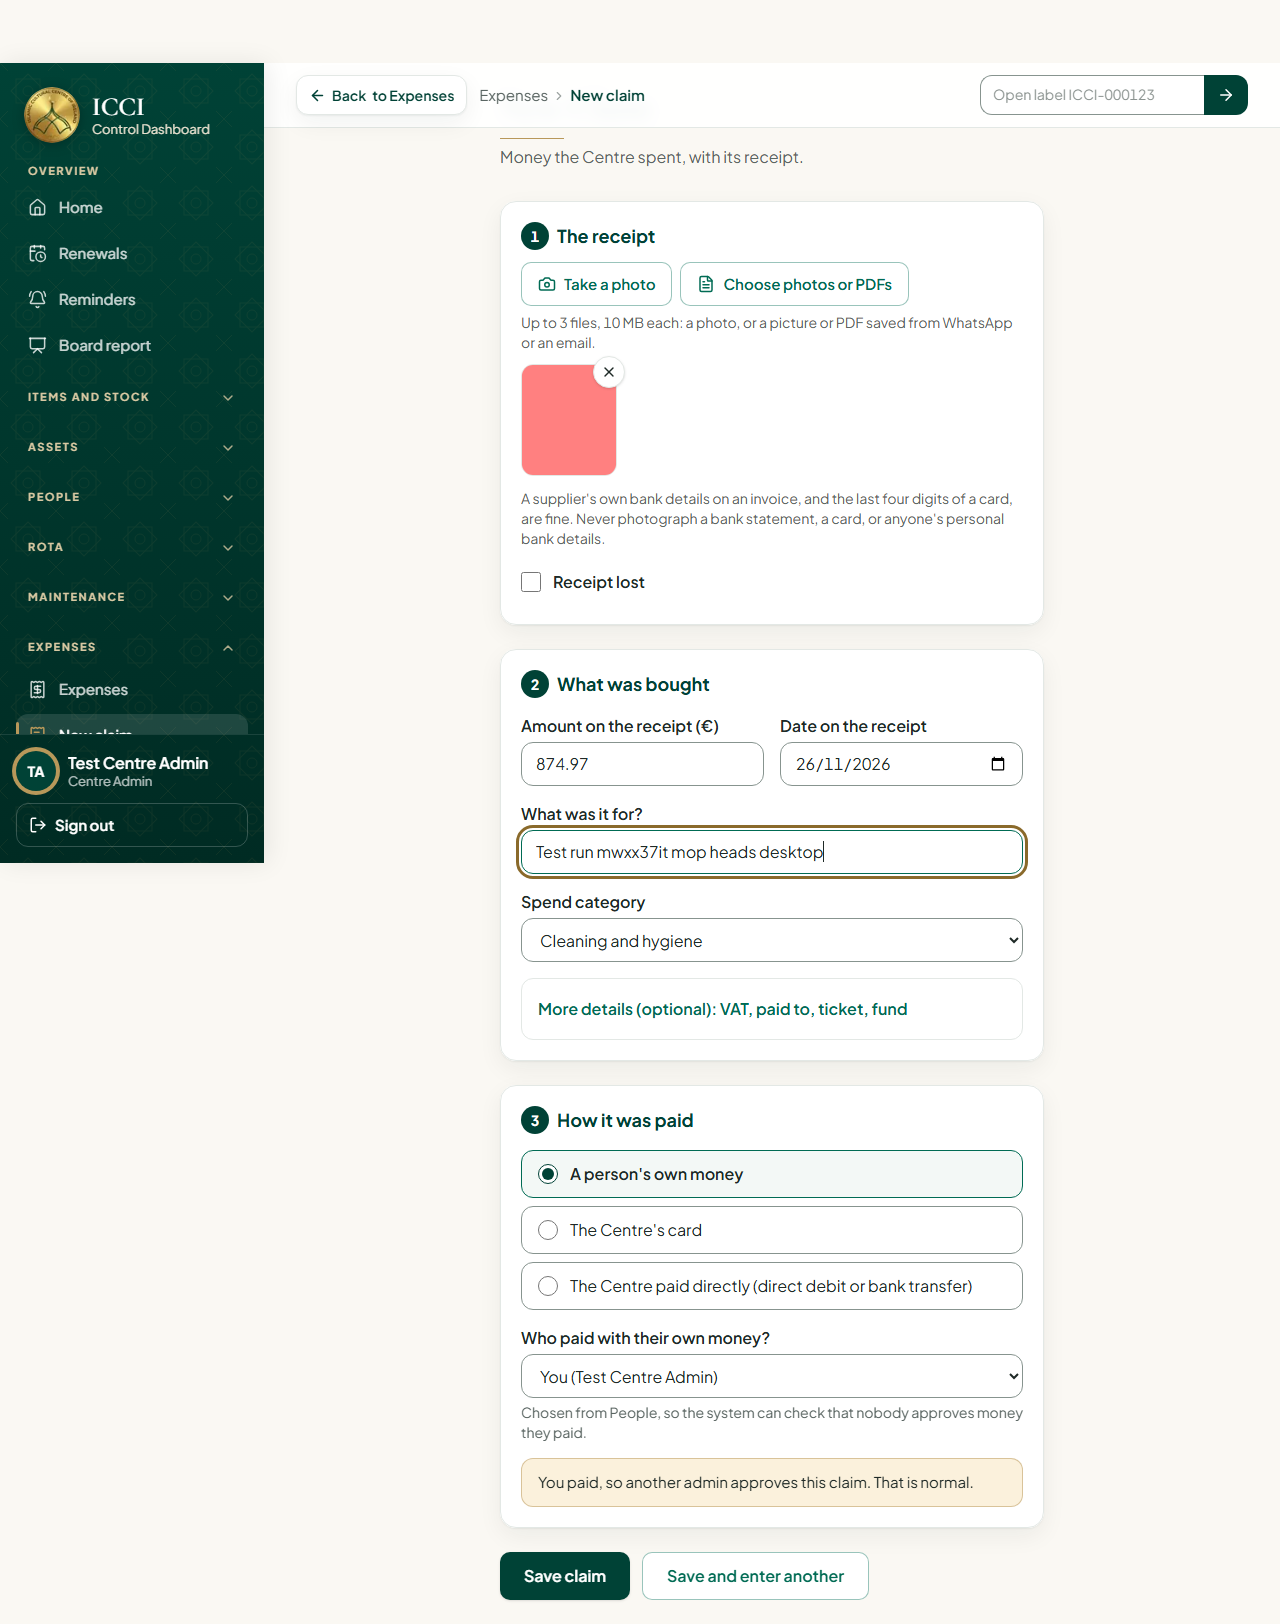 ICCI
Control Dashboard
OVERVIEW
Home
Renewals
Reminders
Board report
ITEMS AND STOCK
ASSETS
PEOPLE
ROTA
MAINTENANCE
EXPENSES
Expenses
New claim
TA
Test Centre Admin
Centre Admin
Sign out
Back to Expenses
Expenses > New claim
Open label ICCI-000123
Money the Centre spent, with its receipt.
1 The receipt
Take a photo
Choose photos or PDFs
Up to 3 files, 10 MB each: a photo, or a picture or PDF saved from WhatsApp
or an email.
A supplier's own bank details on an invoice, and the last four digits of a card,
are fine. Never photograph a bank statement, a card, or anyone's personal
bank details.
Receipt lost
2 What was bought
Amount on the receipt (€)
Date on the receipt
874.97
26/11/2026
What was it for?
Test run mwxx37it mop heads desktop
Spend category
Cleaning and hygiene
More details (optional): VAT, paid to, ticket, fund
3 How it was paid
A person's own money
The Centre's card
The Centre paid directly (direct debit or bank transfer)
Who paid with their own money?
You (Test Centre Admin)
Chosen from People, so the system can check that nobody approves money
they paid.
You paid, so another admin approves this claim. That is normal.
Save claim
Save and enter another